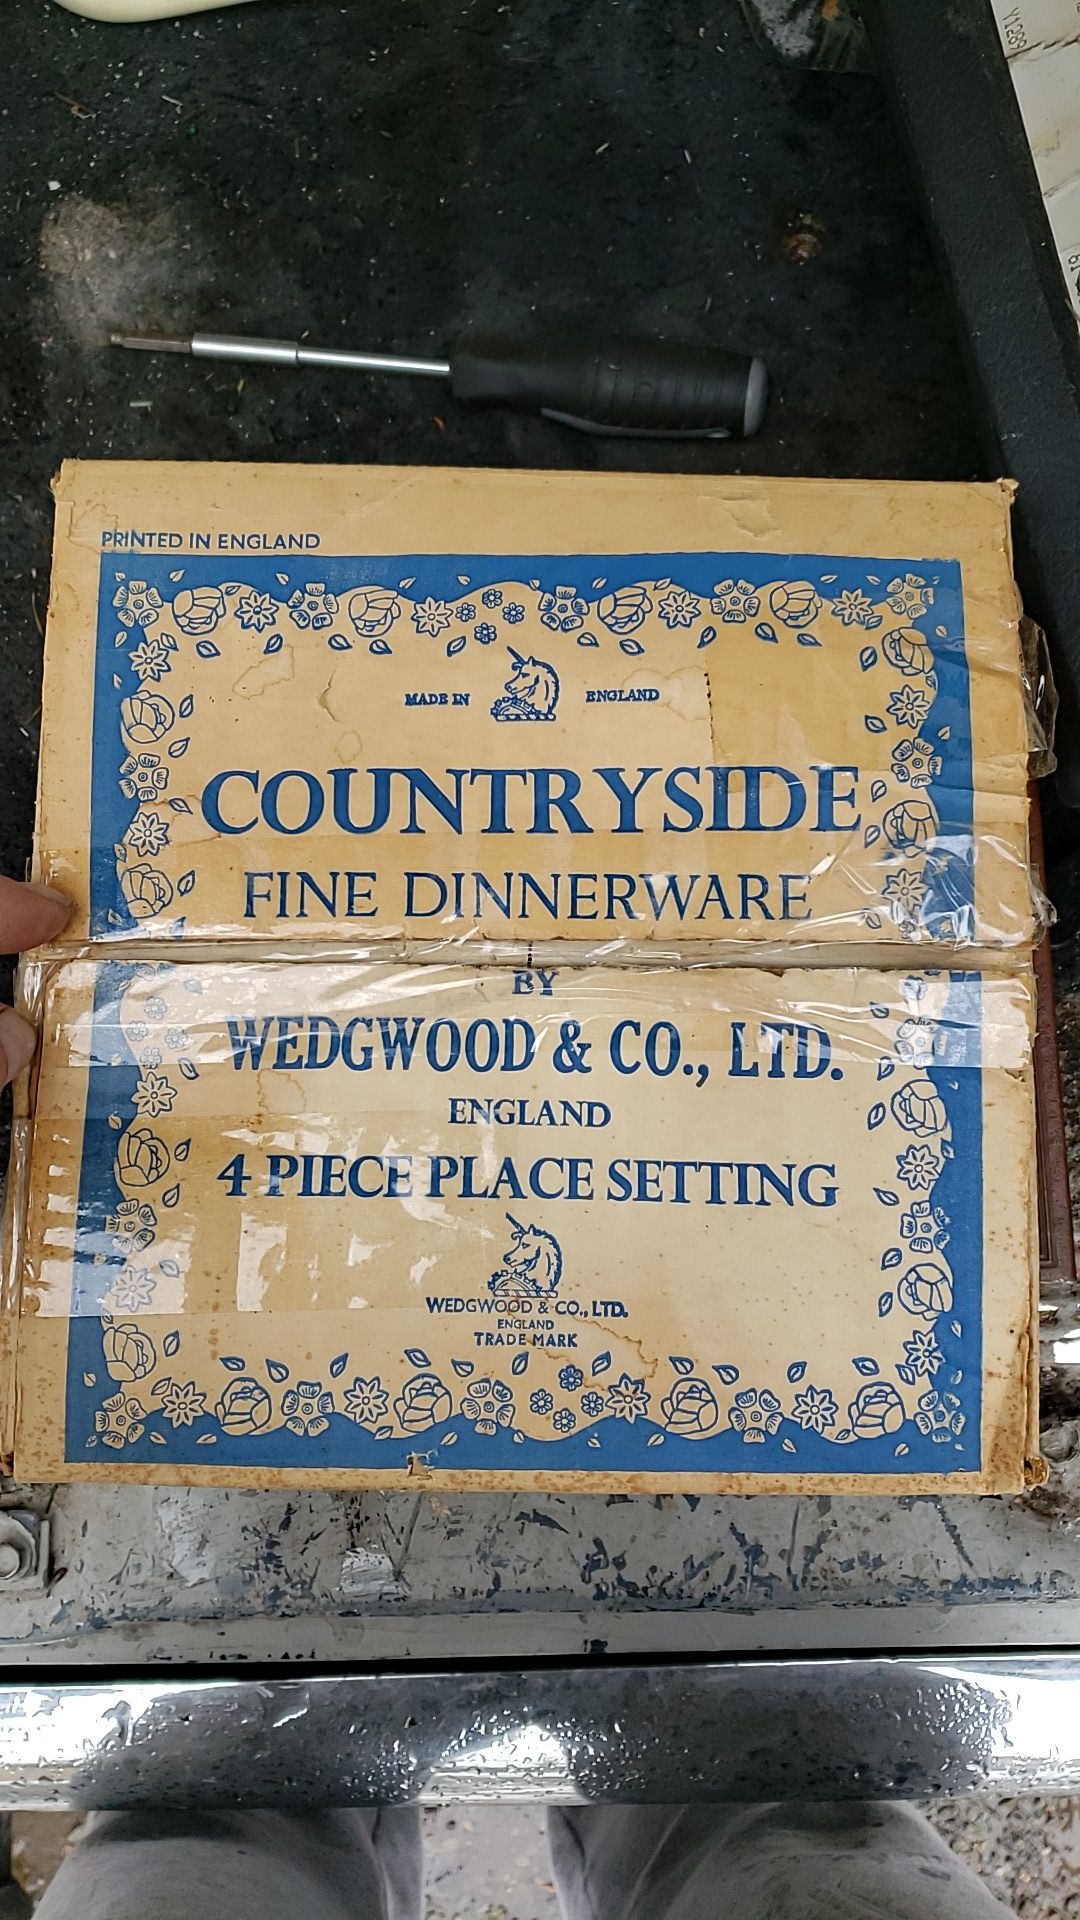 Y1289
PRINTED IN ENGLAND
MADE IN ENGLAND
COUNTRYSIDE
FINE DINNERWARE
BY
WEDGWOOD & CO., LTD.
ENGLAND
4 PIECE PLACE SETTING
WEDGWOOD & CO., LTD.
ENGLAND
TRADE MARK